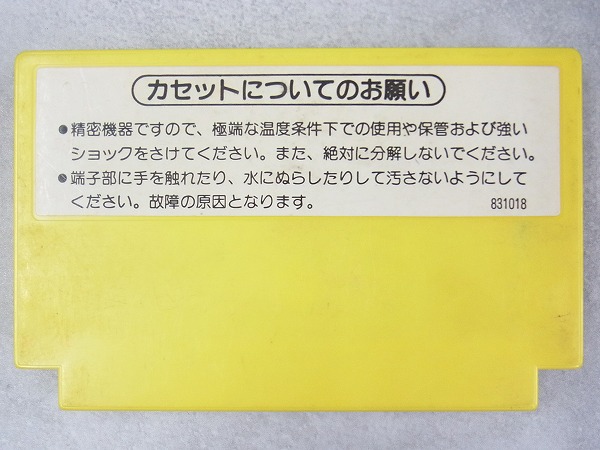 カセットについてのお願い
●精密機器ですので、極端な温度条件下での使用や保管および強い
ショックをさけてください。また、絶対に分解しないでください。
●端子部に手を触れたり、水にぬらしたりして汚さないようにして
ください。故障の原因となります。 831018